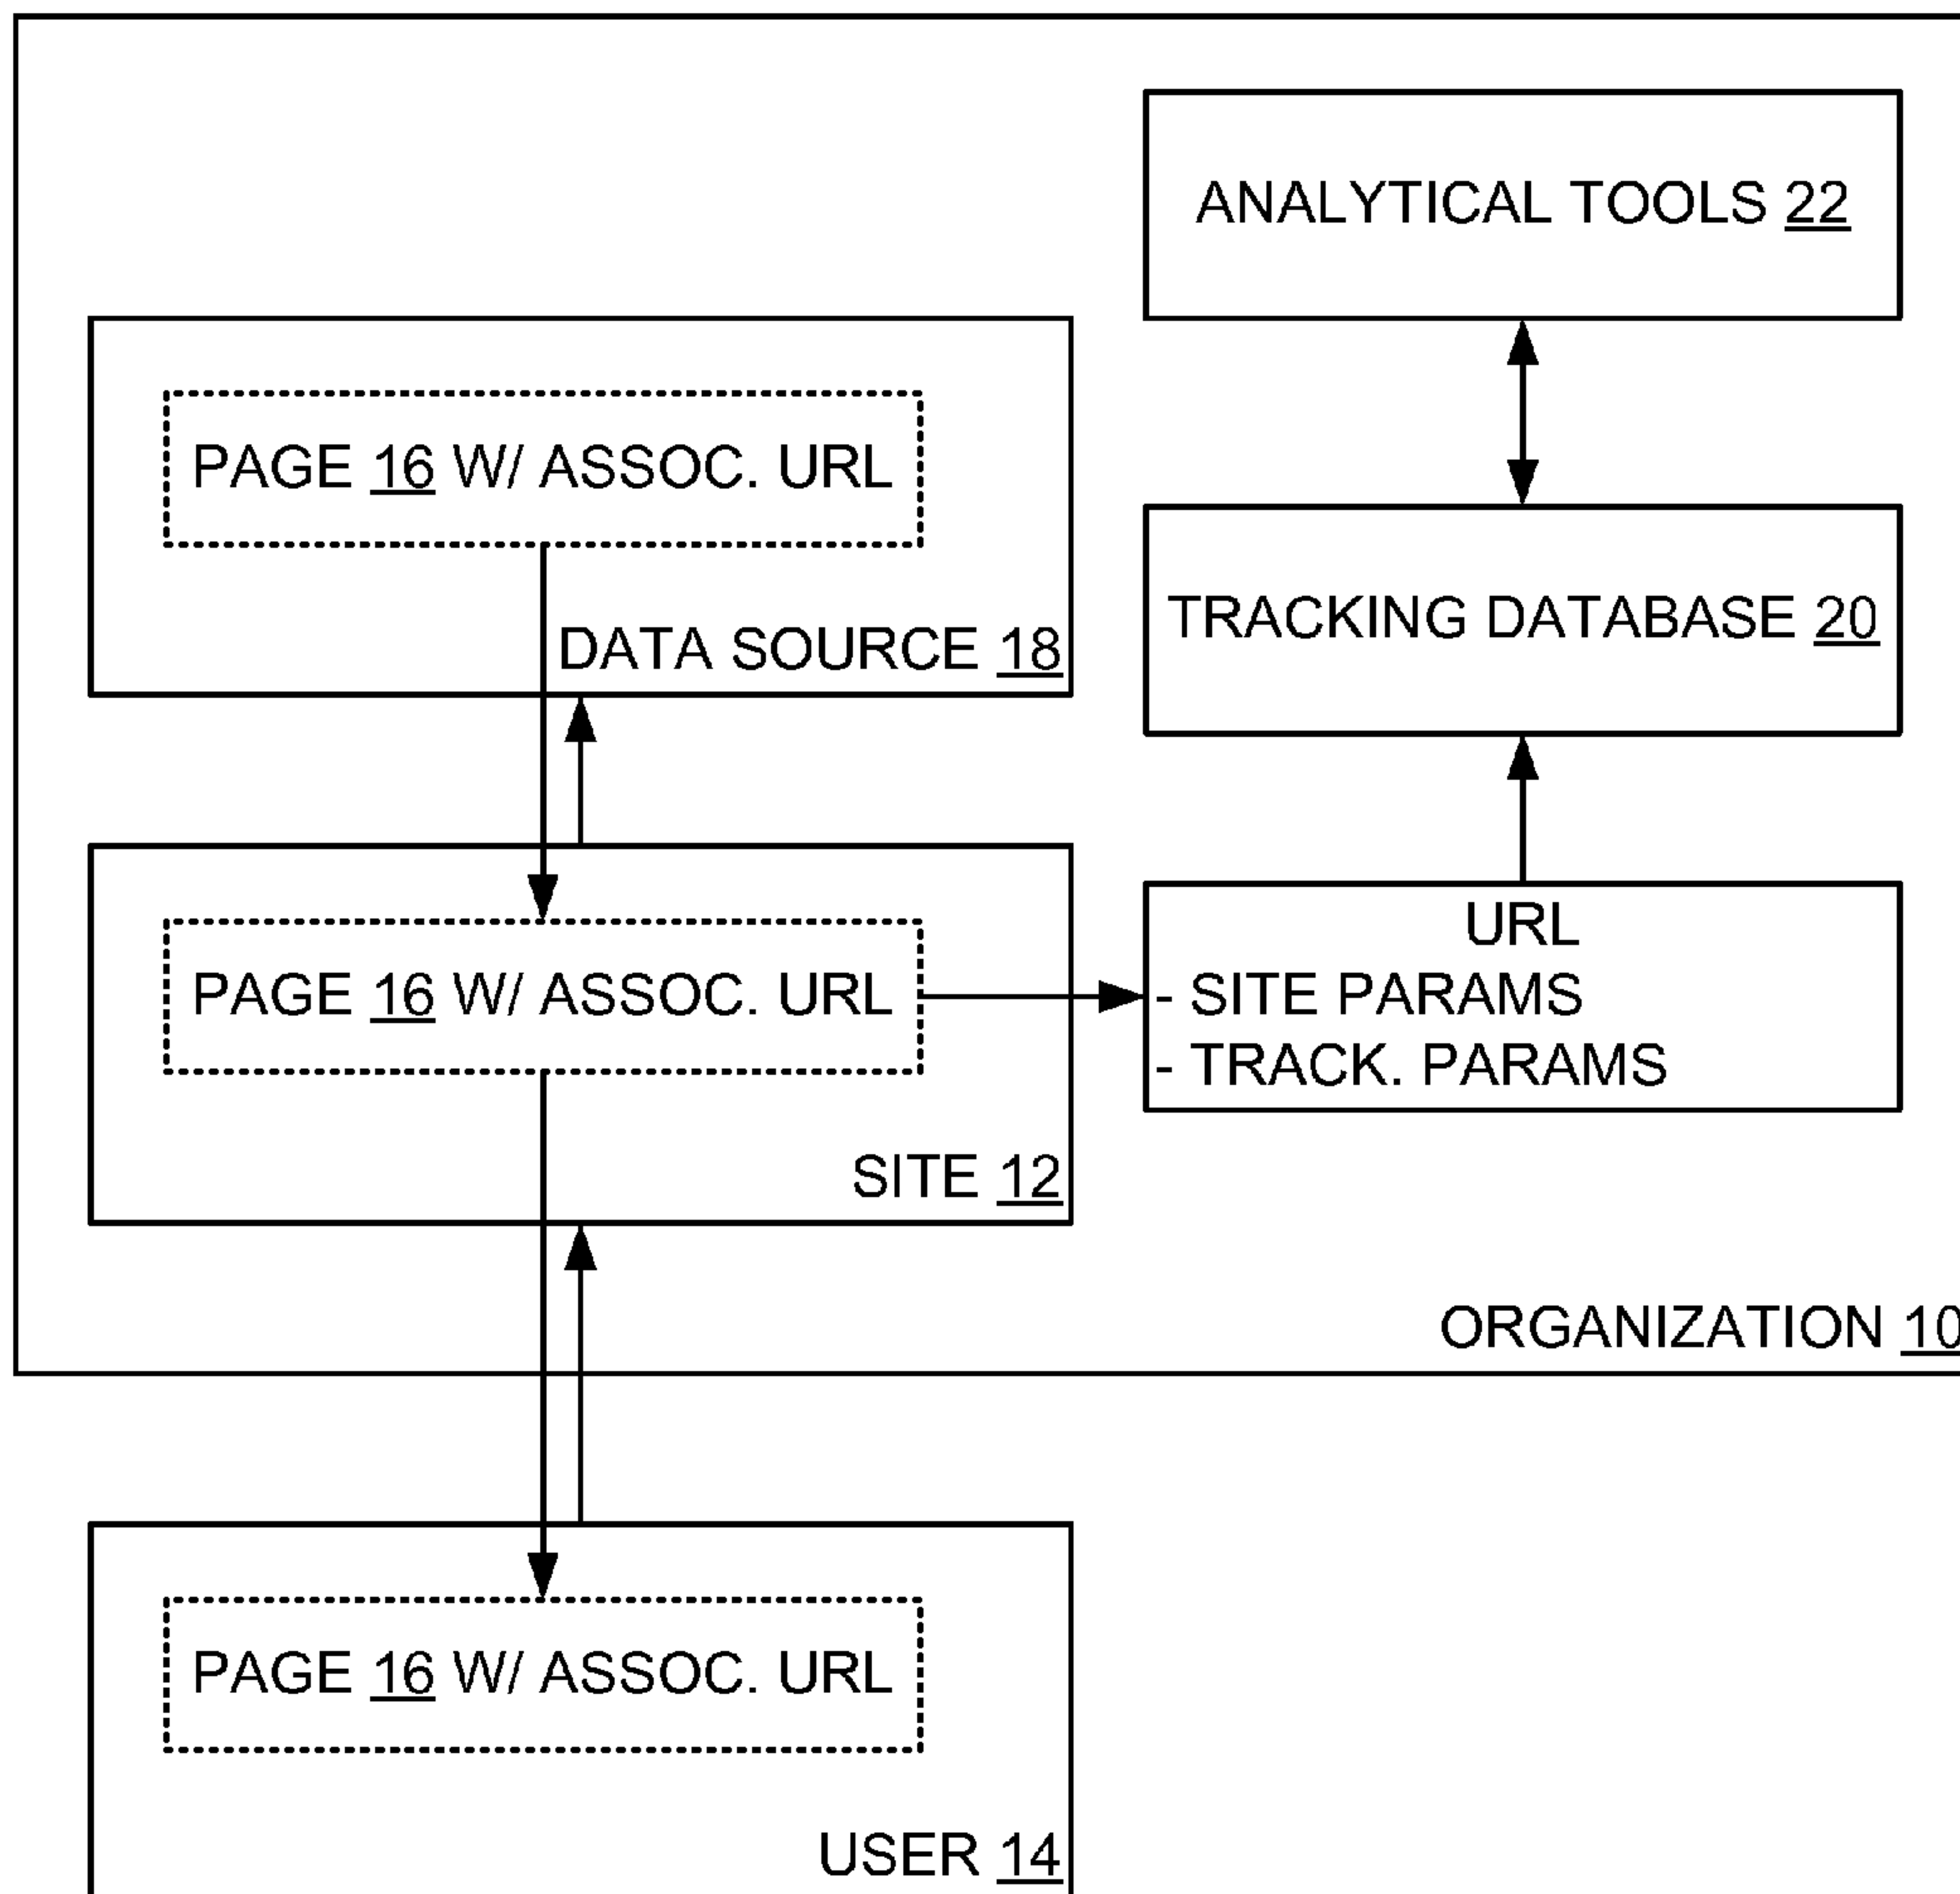 ANALYTICAL TOOLS 22
PAGE 16 W/ ASSOC. URL
DATA SOURCE 18
TRACKING DATABASE 20
PAGE 16 W/ ASSOC. URL
SITE 12
URL
- SITE PARAMS
- TRACK. PARAMS
ORGANIZATION 10
PAGE 16 W/ ASSOC. URL
USER 14